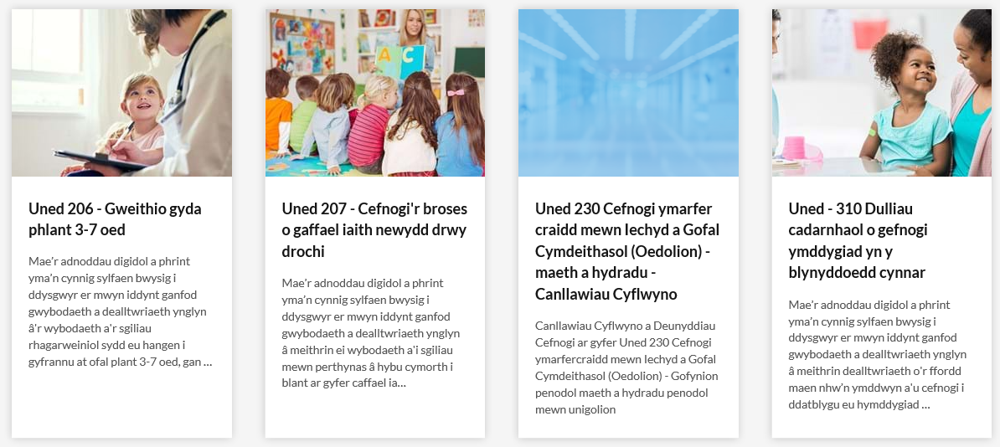 A C
Uned 206 - Gweithio gyda
phlant 3-7 oed
Mae'r adnoddau digidol a phrint
yma'n cynnig sylfaen bwysig i
ddysgwyr er mwyn iddynt ganfod
gwybodaeth a dealltwriaeth ynglyn
â'r wybodaeth a'r sgiliau
rhagarweiniol sydd eu hangen i
gyfrannu at ofal plant 3-7 oed, gan ...
Uned 207 - Cefnogi'r broses
o gaffael iaith newydd drwy
drochi
Mae'r adnoddau digidol a phrint
yma'n cynnig sylfaen bwysig i
ddysgwyr er mwyn iddynt ganfod
gwybodaeth a dealltwriaeth ynglyn
â meithrin ei wybodaeth a'i sgiliau
mewn perthynas â hybu cymorth i
blant ar gyfer caffael ia...
Uned 230 Cefnogi ymarfer
craidd mewn Iechyd a Gofal
Cymdeithasol (Oedolion) -
maeth a hydradu -
Canllawiau Cyflwyno
Canllawiau Cyflwyno a Deunyddiau
Cefnogi ar gyfer Uned 230 Cefnogi
ymarfercraidd mewn Iechyd a Gofal
Cymdeithasol (Oedolion) - Gofynion
penodol maeth a hydradu penodol
mewn unigolion
Uned - 310 Dulliau
cadarnhaol o gefnogi
ymddygiad yn y
blynyddoedd cynnar
Mae'r adnoddau digidol a phrint
yma'n cynnig sylfaen bwysig i
ddysgwyr er mwyn iddynt ganfod
gwybodaeth a dealltwriaeth ynglyn
â meithrin dealltwriaeth o'r ffordd
maen nhw'n ymddwyn a'u cefnogi i
ddatblygu eu hymddygiad ...